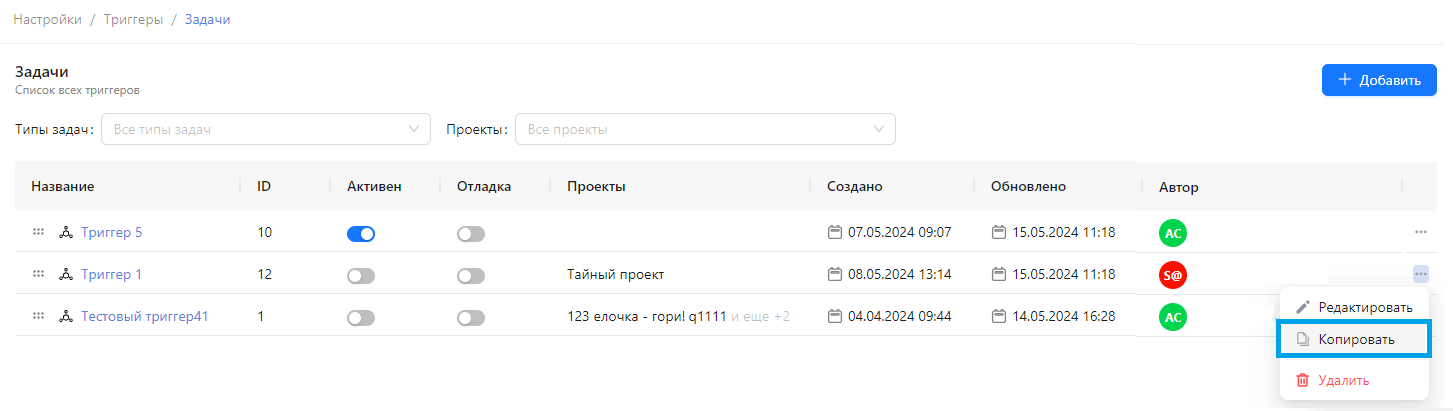 Настройки / Триггеры / Задачи
Задачи
Список всех триггеров
+ Добавить
Типы задач: Все типы задач Проекты: Все проекты
Название ID Активен Отладка Проекты Создано Обновлено Автор
Триггер 5 10 07.05.2024 09:07 15.05.2024 11:18 AC ...
Триггер 1 12 Тайный проект 08.05.2024 13:14 15.05.2024 11:18 S@ ...
Тестовый триггер41 1 123 елочка - гори! q1111 и еще +2 04.04.2024 09:44 14.05.2024 16:28 AC
Редактировать
Копировать
Удалить